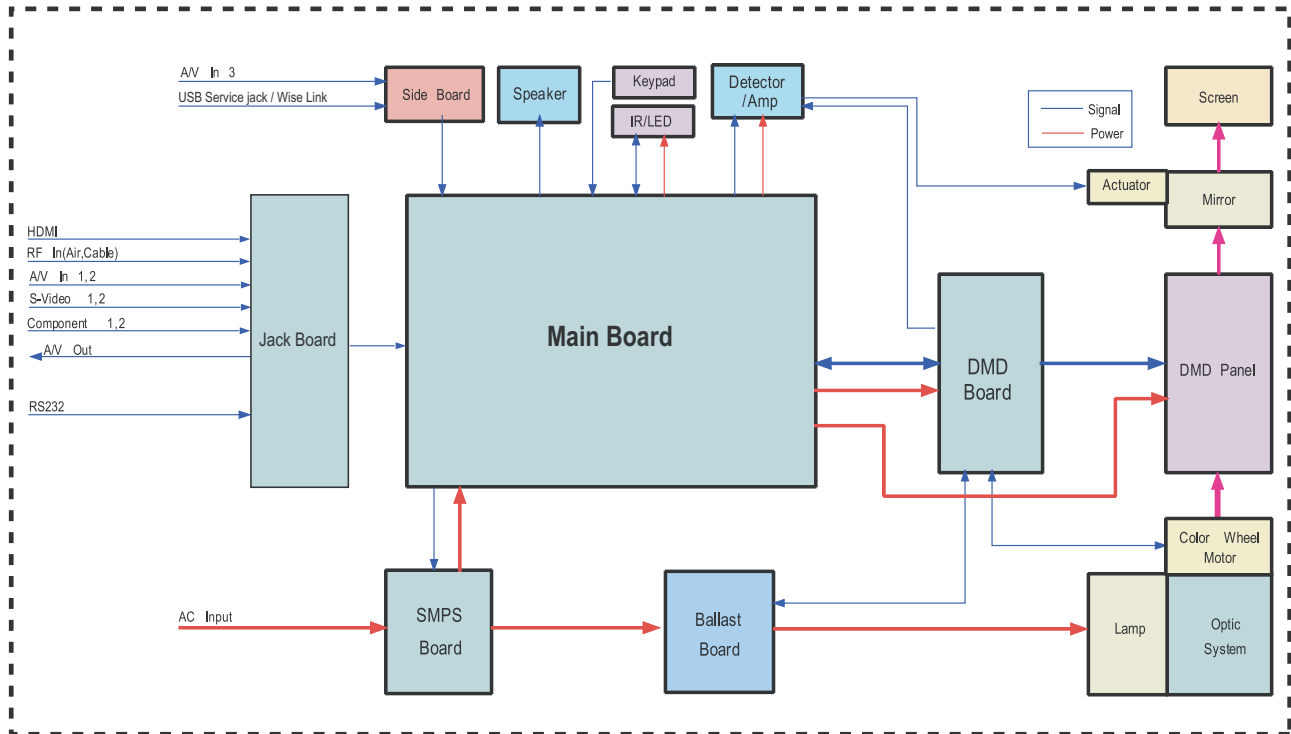 A/V In 3
USB Service jack / Wise Link
Side Board
Speaker
Keypad
IR/LED
Detector
/Amp
Signal
Power
Screen
Actuator
Mirror
HDMI
RF In(Air,Cable)
A/V In 1,2
S-Video 1,2
Component 1,2
A/V Out
RS232
Jack Board
Main Board
DMD
Board
DMD Panel
Color Wheel
Motor
AC Input
SMPS
Board
Ballast
Board
Lamp
Optic
System